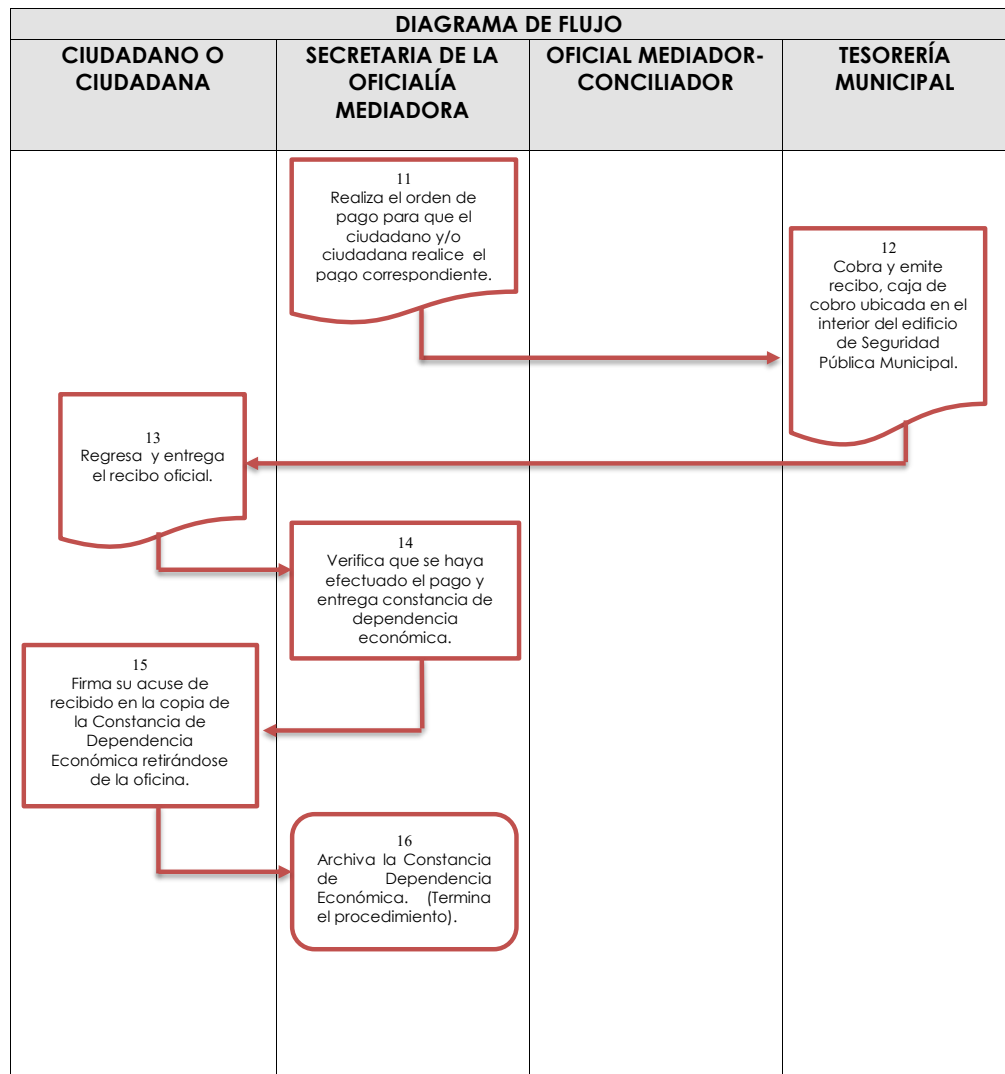 DIAGRAMA DE FLUJO
CIUDADANO O
CIUDADANA
SECRETARIA DE LA
OFICIALÍA
MEDIADORA
OFICIAL MEDIADOR-
CONCILIADOR
TESORERÍA
MUNICIPAL
11
Realiza el orden de
pago para que el
ciudadano y/o
ciudadana realice el
pago correspondiente.
12
Cobra y emite
recibo, caja de
cobro ubicada en el
interior del edificio
de Seguridad
Pública Municipal.
13
Regresa y entrega
el recibo oficial.
14
Verifica que se haya
efectuado el pago y
entrega constancia de
dependencia
económica.
15
Firma su acuse de
recibido en la copia de
la Constancia de
Dependencia
Económica retirándose
de la oficina.
16
Archiva la Constancia
de Dependencia
Económica. (Termina
el procedimiento).